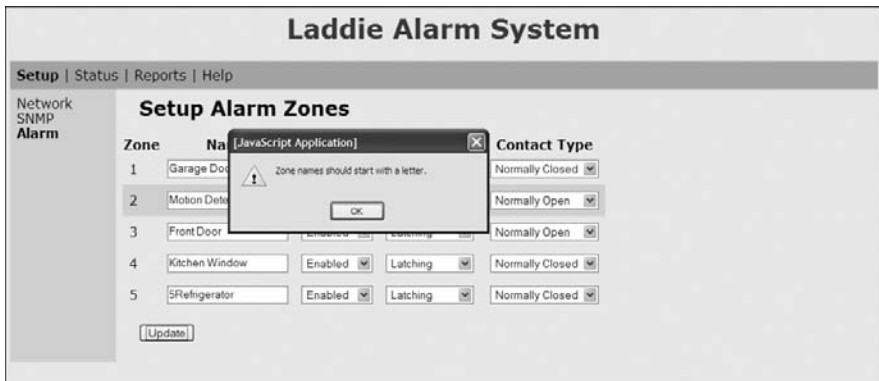 Laddie Alarm System
Setup | Status | Reports | Help
Network
SNMP
Alarm
Setup Alarm Zones
Zone Na Contact Type
[JavaScript Application]
Zone names should start with a letter.
OK
1 Garage Doo Normally Closed
2 Motion Dete Normally Open
3 Front Door Enabled Latching Normally Open
4 Kitchen Window Enabled Latching Normally Closed
5 5Refrigerator Enabled Latching Normally Closed
Update